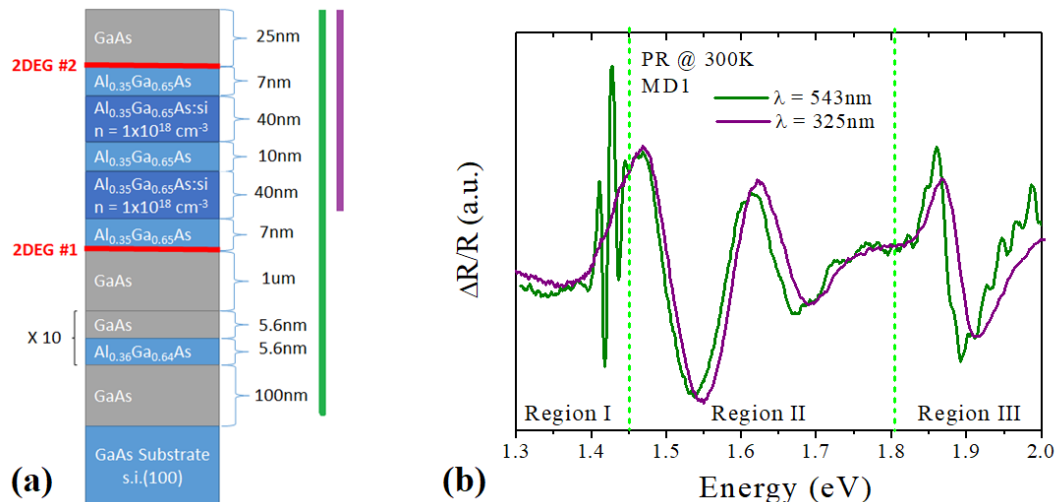 GaAs
25nm
2DEG #2
Al0.35Ga0.65As
7nm
Al0.35Ga0.65As:si
n = 1x10^18 cm^-3
40nm
Al0.35Ga0.65As
10nm
Al0.35Ga0.65As:si
n = 1x10^18 cm^-3
40nm
Al0.35Ga0.65As
7nm
2DEG #1
GaAs
1um
X 10
GaAs
5.6nm
Al0.36Ga0.64As
5.6nm
GaAs
100nm
GaAs Substrate
s.i.(100)
(a)
PR @ 300K
MD1
λ = 543nm
λ = 325nm
ΔR/R (a.u.)
Region I
Region II
Region III
1.3 1.4 1.5 1.6 1.7 1.8 1.9 2.0
Energy (eV)
(b)